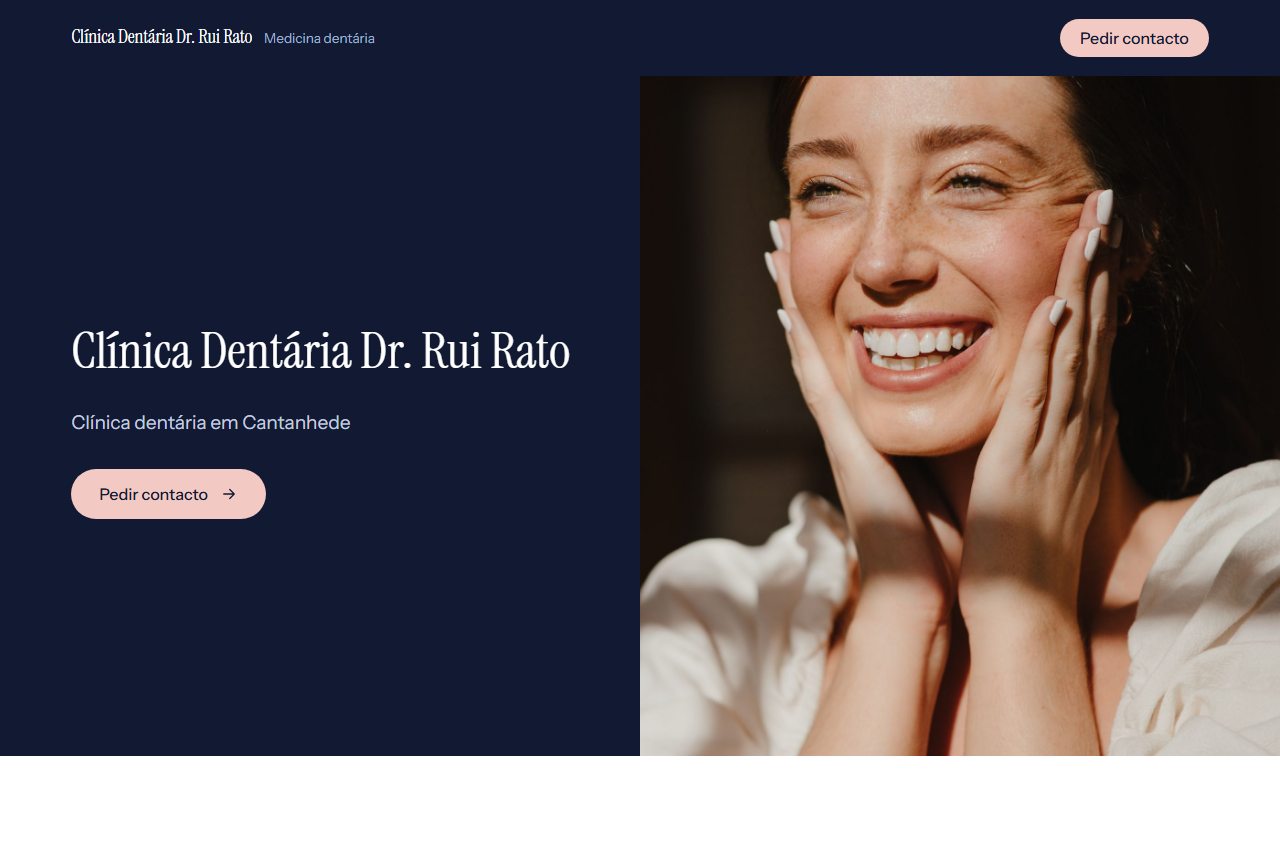 Clínica Dentária Dr. Rui Rato Medicina dentária
Pedir contacto
Clínica Dentária Dr. Rui Rato
Clínica dentária em Cantanhede
Pedir contacto →